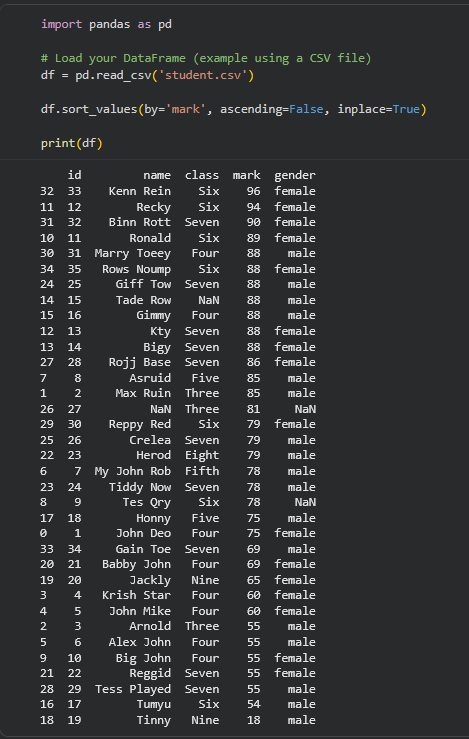 import pandas as pd
# Load your DataFrame (example using a CSV file)
df = pd.read_csv('student.csv')
df.sort_values(by='mark', ascending=False, inplace=True)
print(df)
id name class mark gender
32 33 Kenn Rein Six 96 female
11 12 Recky Six 94 female
31 32 Binn Rott Seven 90 female
10 11 Ronald Six 89 female
30 31 Marry Toeey Four 88 male
34 35 Rows Noump Six 88 female
24 25 Giff Tow Seven 88 male
14 15 Tade Row NaN 88 male
15 16 Gimmy Four 88 male
12 13 Kty Seven 88 female
13 14 Bigy Seven 88 female
27 28 Rojj Base Seven 86 female
7 8 Asruid Five 85 male
1 2 Max Ruin Three 85 male
26 27 NaN Three 81 NaN
29 30 Reppy Red Six 79 female
25 26 Crelea Seven 79 male
22 23 Herod Eight 79 male
6 7 My John Rob Fifth 78 male
23 24 Tiddy Now Seven 78 male
8 9 Tes Qry Six 78 NaN
17 18 Honny Five 75 male
0 1 John Deo Four 75 female
33 34 Gain Toe Seven 69 male
20 21 Babby John Four 69 female
19 20 Jackly Nine 65 female
3 4 Krish Star Four 60 female
4 5 John Mike Four 60 female
2 3 Arnold Three 55 male
5 6 Alex John Four 55 male
9 10 Big John Four 55 female
21 22 Reggid Seven 55 female
28 29 Tess Played Seven 55 male
16 17 Tumyu Six 54 male
18 19 Tinny Nine 18 male